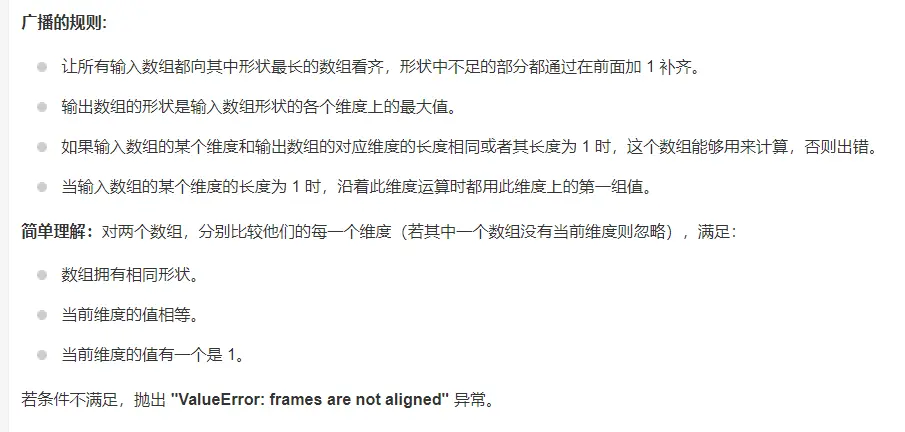 广播的规则:
让所有输入数组都向其中形状最长的数组看齐，形状中不足的部分都通过在前面加 1 补齐。
输出数组的形状是输入数组形状的各个维度上的最大值。
如果输入数组的某个维度和输出数组的对应维度的长度相同或者其长度为 1 时，这个数组能够用来计算，否则出错。
当输入数组的某个维度的长度为 1 时，沿着此维度运算时都用此维度上的第一组值。
简单理解：对两个数组，分别比较他们的每一个维度（若其中一个数组没有当前维度则忽略），满足：
数组拥有相同形状。
当前维度的值相等。
当前维度的值有一个是 1。
若条件不满足，抛出 "ValueError: frames are not aligned" 异常。